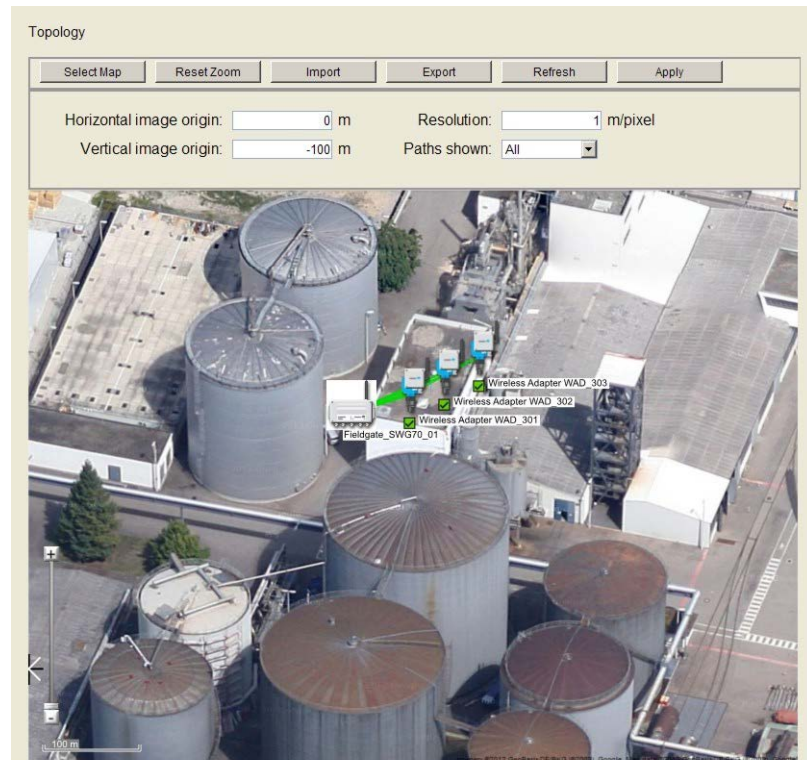 Topology
Select Map Reset Zoom Import Export Refresh Apply
Horizontal image origin: 0 m Resolution: 1 m/pixel
Vertical image origin: -100 m Paths shown: All
Wireless Adapter WAD_303
Wireless Adapter WAD_302
Wireless Adapter WAD_301
Fieldgate_SWG70_01
+
-
100 m